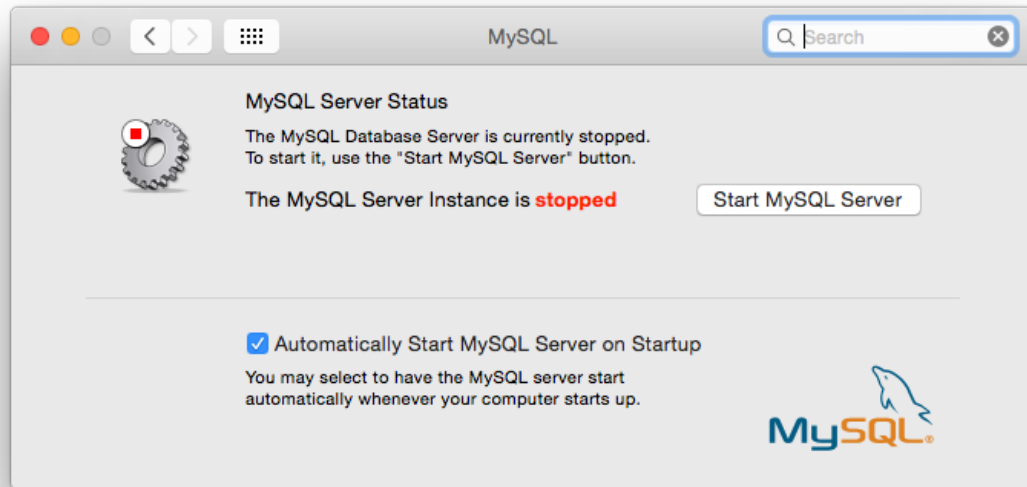 MySQL
Search
MySQL Server Status
The MySQL Database Server is currently stopped.
To start it, use the "Start MySQL Server" button.
The MySQL Server Instance is stopped
Start MySQL Server
Automatically Start MySQL Server on Startup
You may select to have the MySQL server start
automatically whenever your computer starts up.
MySQL®